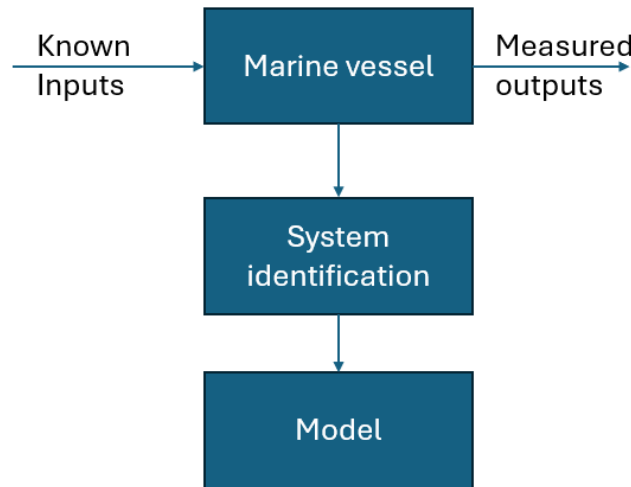 Known
Inputs
Marine vessel
Measured
outputs
System
identification
Model